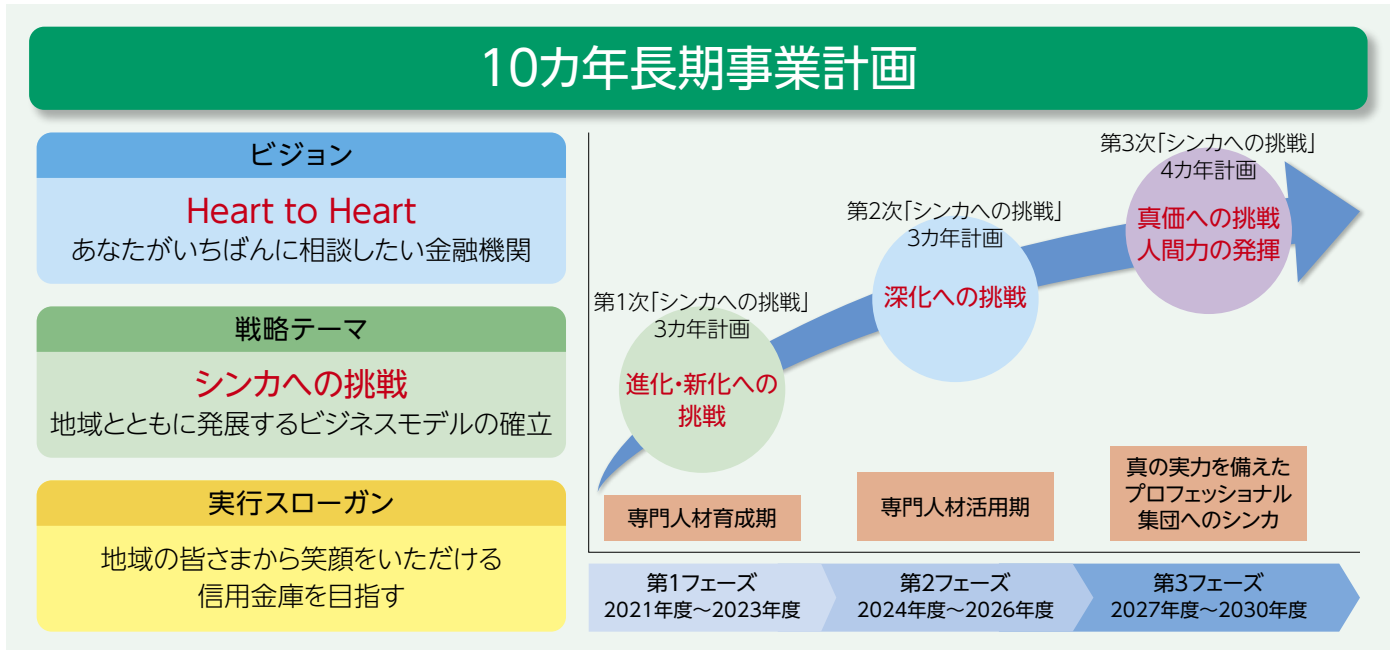 10カ年長期事業計画
ビジョン
Heart to Heart
あなたがいちばんに相談したい金融機関
戦略テーマ
シンカへの挑戦
地域とともに発展するビジネスモデルの確立
実行スローガン
地域の皆さまから笑顔をいただける
信用金庫を目指す
第1次「シンカへの挑戦」
3カ年計画
進化・新化への
挑戦
第2次「シンカへの挑戦」
3カ年計画
深化への挑戦
第3次「シンカへの挑戦」
4カ年計画
真価への挑戦
人間力の発揮
専門人材育成期
専門人材活用期
真の実力を備えた
プロフェッショナル
集団へのシンカ
第1フェーズ
2021年度～2023年度
第2フェーズ
2024年度～2026年度
第3フェーズ
2027年度～2030年度